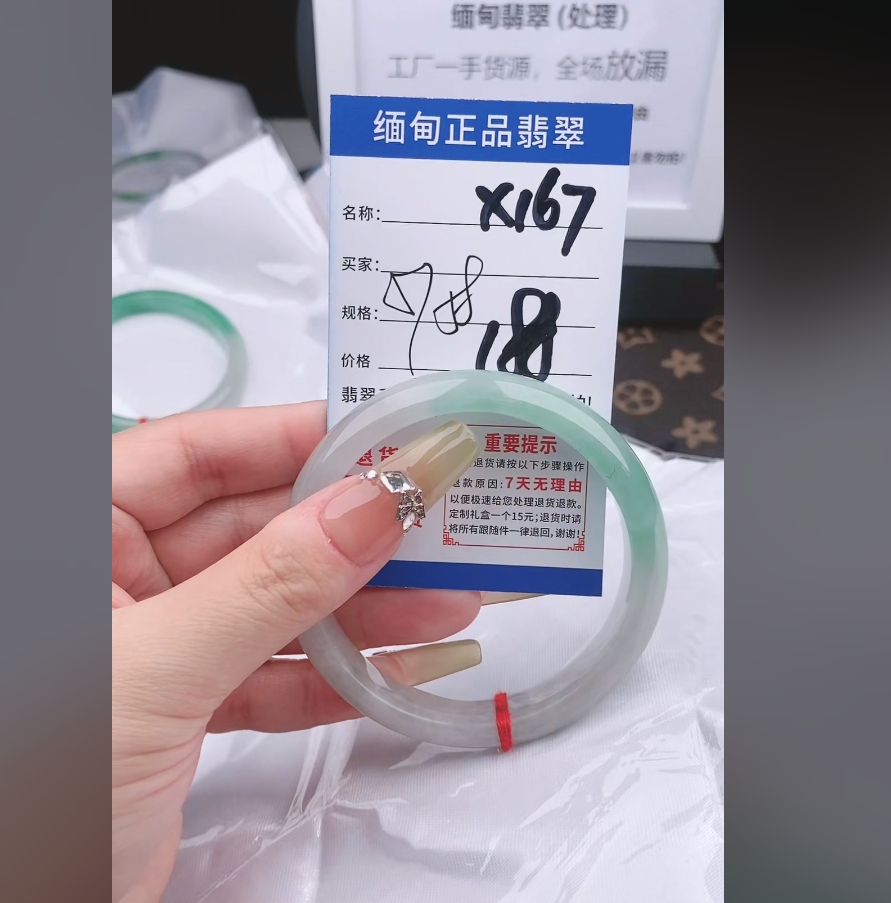 缅甸翡翠(处理)
工厂一手货源，全场放漏
缅甸正品翡翠
名称： X167
买家：
规格： 188
价格
翡翠
重要提示
退货请按以下步骤操作
退款原因：7天无理由
以便极速给您处理退货退款。
定制礼盒一个15元；退货时请
将所有跟随件一律退回，谢谢！